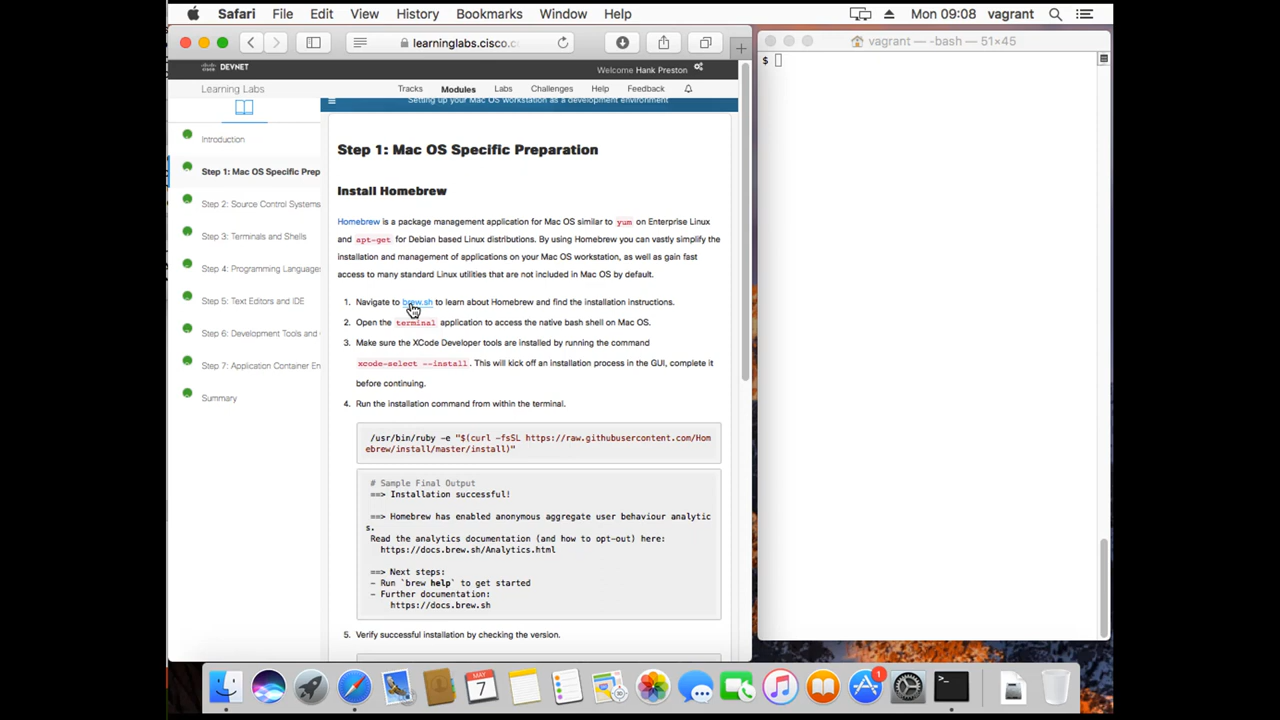 Safari File Edit View History Bookmarks Window Help Mon 09:08 vagrant
learninglabs.cisco.c
vagrant — -bash — 51×45
$
DEVNET
Welcome Hank Preston
Learning Labs
Tracks Modules Labs Challenges Help Feedback
Setting up your Mac OS workstation as a development environment
Introduction
Step 1: Mac OS Specific Prep
Step 2: Source Control Systems
Step 3: Terminals and Shells
Step 4: Programming Language
Step 5: Text Editors and IDE
Step 6: Development Tools and
Step 7: Application Container En
Summary
Step 1: Mac OS Specific Preparation
Install Homebrew
Homebrew is a package management application for Mac OS similar to yum on Enterprise Linux
and apt-get for Debian based Linux distributions. By using Homebrew you can vastly simplify the
installation and management of applications on your Mac OS workstation, as well as gain fast
access to many standard Linux utilities that are not included in Mac OS by default.
1. Navigate to brew.sh to learn about Homebrew and find the installation instructions.
2. Open the terminal application to access the native bash shell on Mac OS.
3. Make sure the XCode Developer tools are installed by running the command
xcode-select --install. This will kick off an installation process in the GUI, complete it
before continuing.
4. Run the installation command from within the terminal.
/usr/bin/ruby -e "$(curl -fsSL https://raw.githubusercontent.com/Hom
ebrew/install/master/install)"
# Sample Final Output
==> Installation successful!
==> Homebrew has enabled anonymous aggregate user behaviour analytic
s.
Read the analytics documentation (and how to opt-out) here:
https://docs.brew.sh/Analytics.html
==> Next steps:
- Run `brew help` to get started
- Further documentation:
https://docs.brew.sh
5. Verify successful installation by checking the version.
MAY
7
1
>_